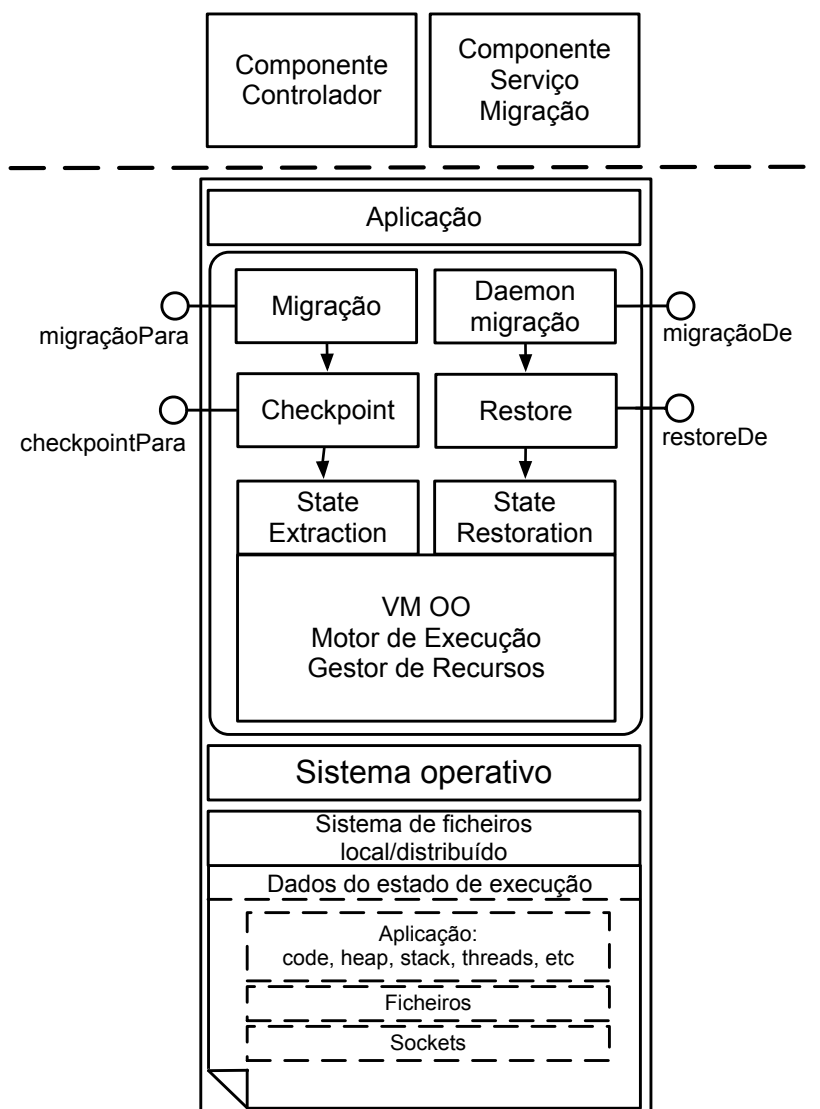 Componente
Controlador
Componente
Serviço
Migração
Aplicação
Migração
Daemon
migração
migraçãoPara
migraçãoDe
Checkpoint
Restore
checkpointPara
restoreDe
State
Extraction
State
Restoration
VM OO
Motor de Execução
Gestor de Recursos
Sistema operativo
Sistema de ficheiros
local/distribuído
Dados do estado de execução
Aplicação:
code, heap, stack, threads, etc
Ficheiros
Sockets